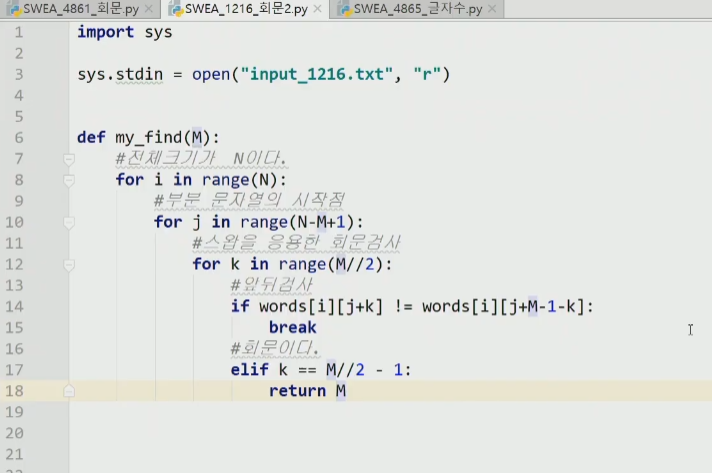 SWEA_4861_회문.py SWEA_1216_회문2.py SWEA_4865_글자수.py
1 import sys
2
3 sys.stdin = open("input_1216.txt", "r")
4
5
6 def my_find(M):
7 #전체크기가 N이다.
8 for i in range(N):
9 #부분 문자열의 시작점
10 for j in range(N-M+1):
11 #스왑을 응용한 회문검사
12 for k in range(M//2):
13 #앞뒤검사
14 if words[i][j+k] != words[i][j+M-1-k]:
15 break
16 #회문이다.
17 elif k == M//2 - 1:
18 return M
19
20
21